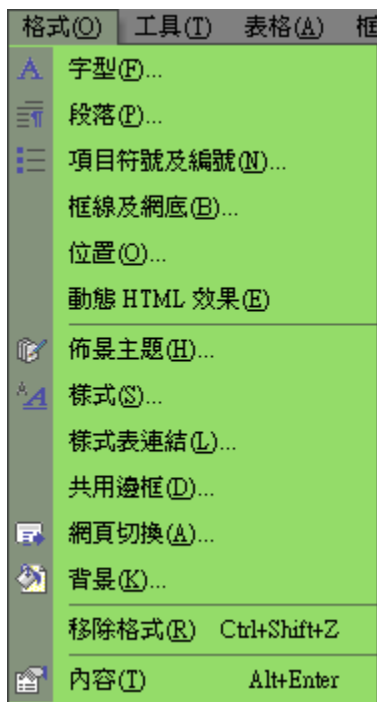 格式(O) 工具(T) 表格(A) 框
字型(F)...
段落(P)...
項目符號及編號(N)...
框線及網底(B)...
位置(O)...
動態 HTML 效果(E)
佈景主題(H)...
樣式(S)...
樣式表連結(L)...
共用邊框(D)...
網頁切換(A)...
背景(K)...
移除格式(R) Ctrl+Shift+Z
內容(T) Alt+Enter